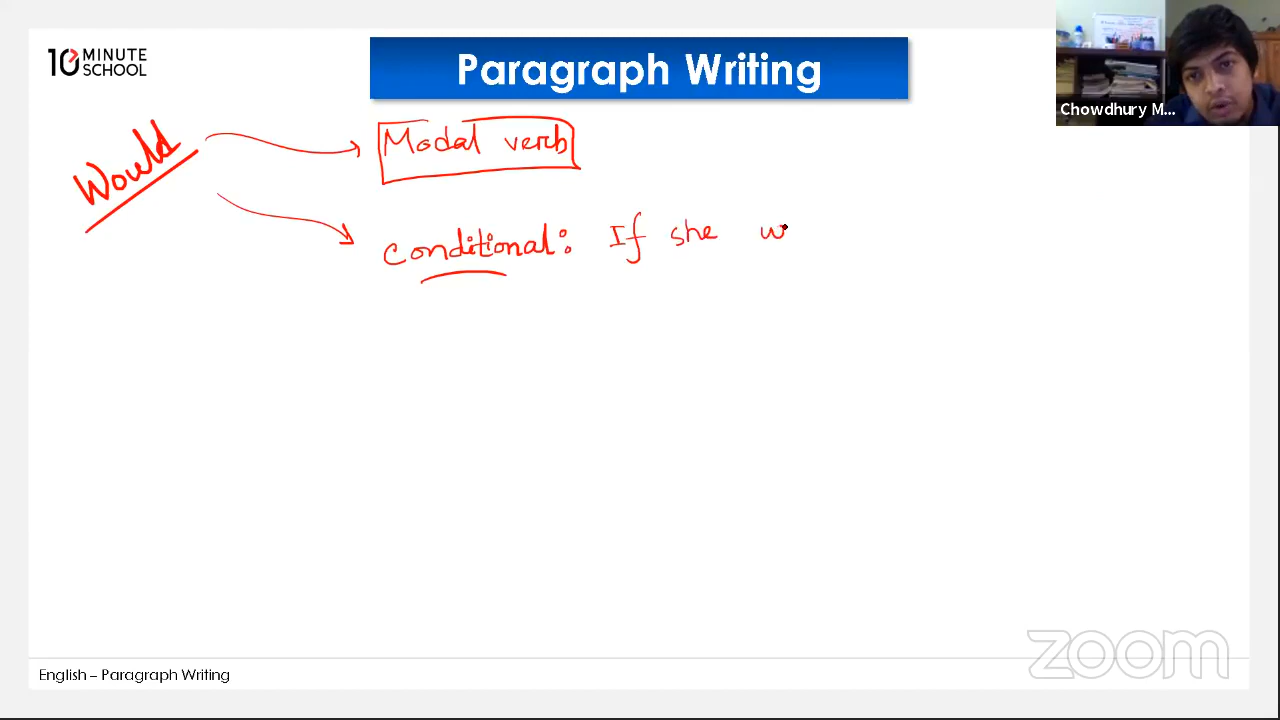 10 MINUTE SCHOOL
Paragraph Writing
Chowdhury M...
Would
Modal verb
Conditional: If she w
zoom
English – Paragraph Writing